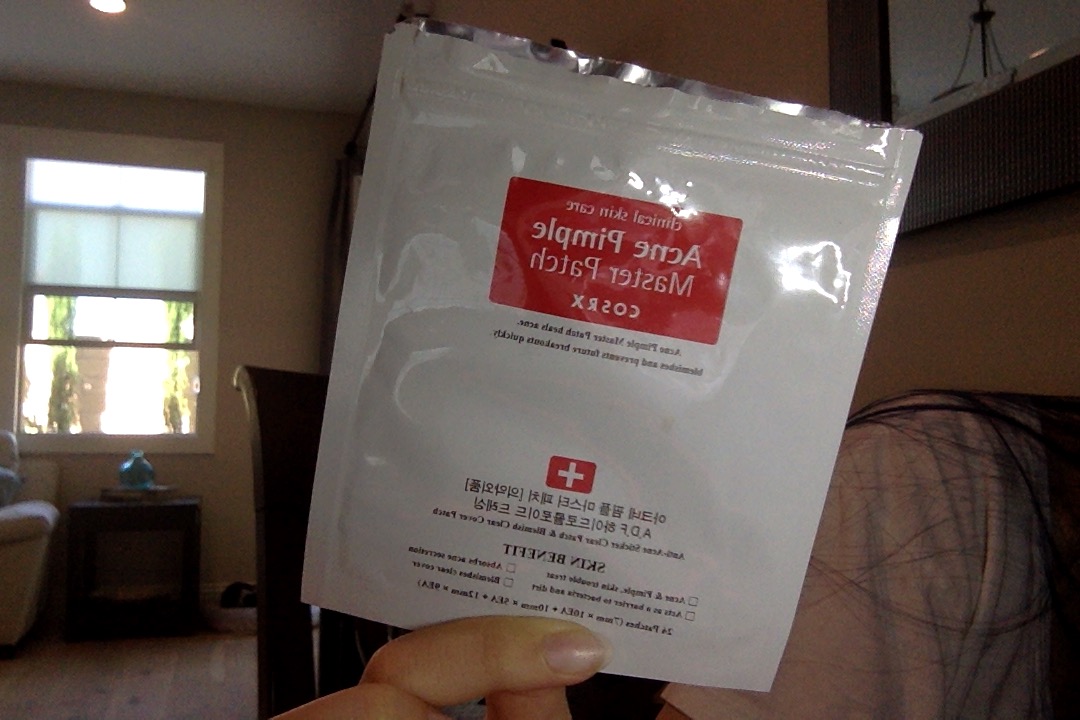 clinical skin care
Acne Pimple
Master Patch
COSRX
Acne Pimple Master Patch heals acne,
blemishes and prevents future breakouts quickly.
아크네 핌플 마스터 패치 [의약외품]
A.D.F 하이드로콜로이드 드레싱
Anti-Acne Sticker Clear Patch & Blemish Clear Cover Patch
SKIN BENEFIT
□ Acne & Pimple, skin trouble treat □ Absorbs acne secretion
□ Acts as a barrier to bacteria and dirt □ Blemishes clear cover
24 Patches (7mm × 10EA + 10mm × 5EA + 12mm × 9EA)